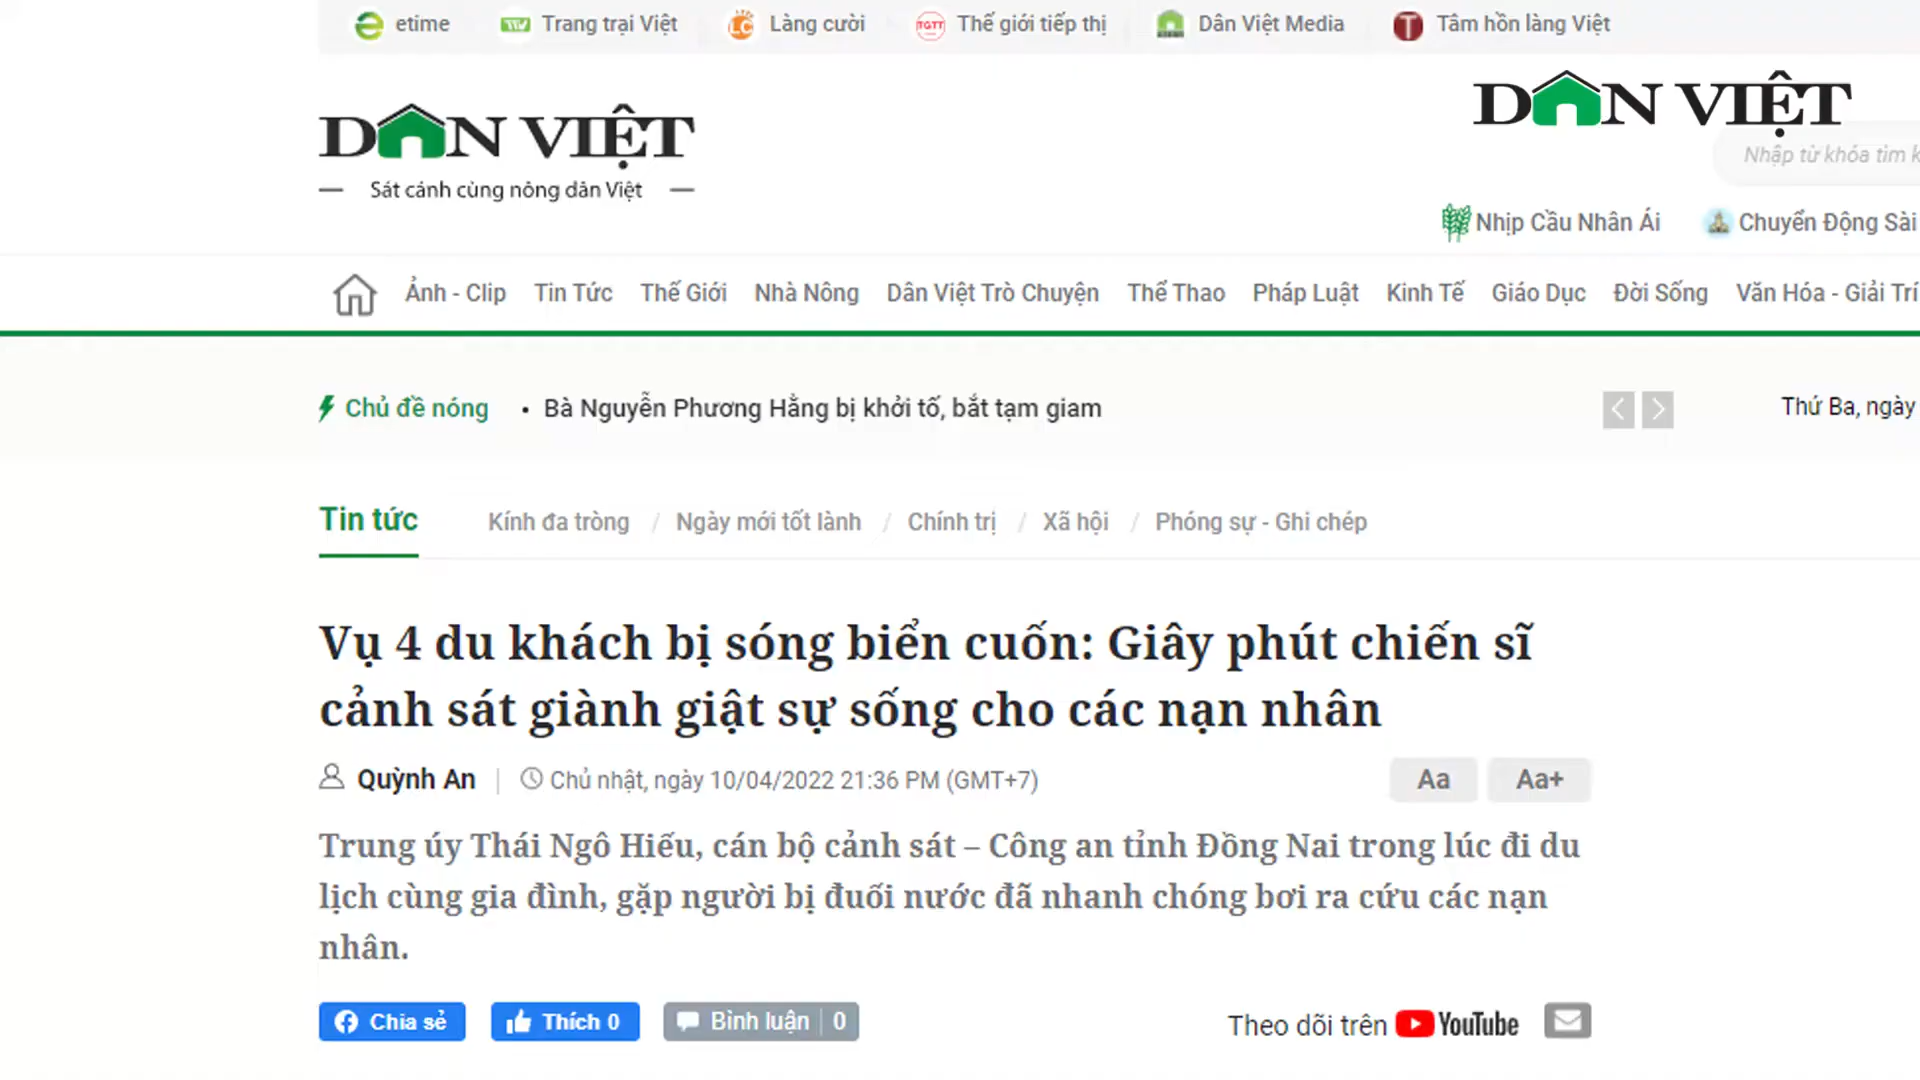 etime Trang trại Việt Làng cười TGTT Thế giới tiếp thị Dân Việt Media Tâm hồn làng Việt
DÂN VIỆT
DÂN VIỆT
Nhập từ khóa tìm k
Sát cánh cùng nông dân Việt
Nhịp Cầu Nhân Ái Chuyển Động Sài
Ảnh - Clip Tin Tức Thế Giới Nhà Nông Dân Việt Trò Chuyện Thể Thao Pháp Luật Kinh Tế Giáo Dục Đời Sống Văn Hóa - Giải Trí
Chủ đề nóng • Bà Nguyễn Phương Hằng bị khởi tố, bắt tạm giam Thứ Ba, ngày
Tin tức Kính đa tròng / Ngày mới tốt lành / Chính trị / Xã hội / Phóng sự - Ghi chép
Vụ 4 du khách bị sóng biển cuốn: Giây phút chiến sĩ
cảnh sát giành giật sự sống cho các nạn nhân
Quỳnh An | Chủ nhật, ngày 10/04/2022 21:36 PM (GMT+7) Aa Aa+
Trung úy Thái Ngô Hiếu, cán bộ cảnh sát – Công an tỉnh Đồng Nai trong lúc đi du
lịch cùng gia đình, gặp người bị đuối nước đã nhanh chóng bơi ra cứu các nạn
nhân.
Chia sẻ Thích 0 Bình luận 0 Theo dõi trên YouTube